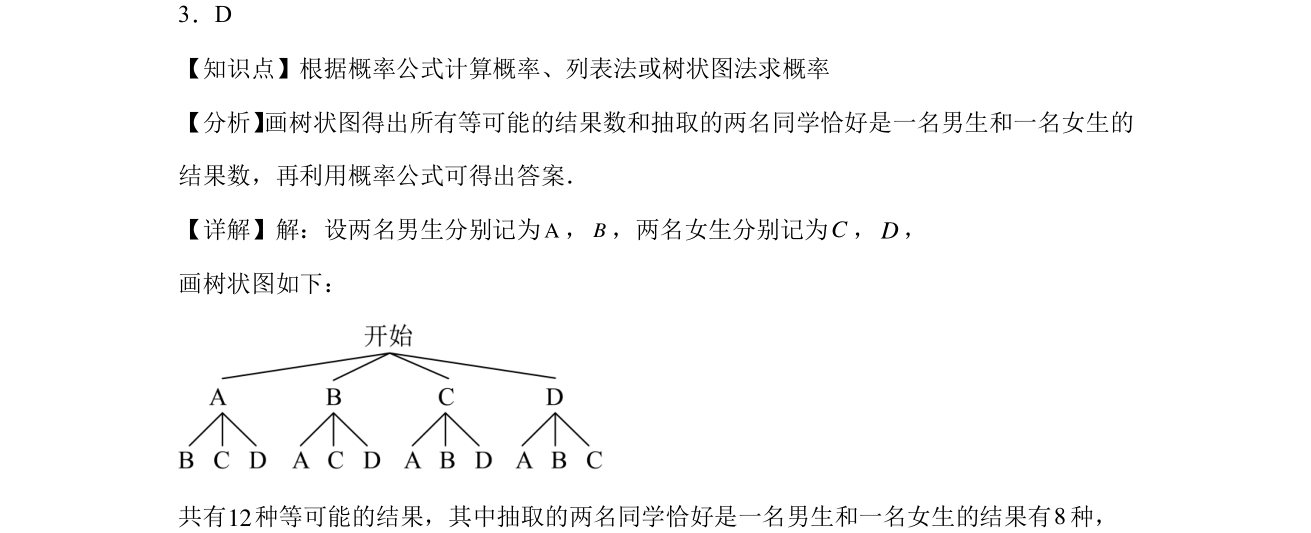 3．D
【知识点】根据概率公式计算概率、列表法或树状图法求概率
【分析】画树状图得出所有等可能的结果数和抽取的两名同学恰好是一名男生和一名女生的
结果数，再利用概率公式可得出答案．
【详解】解：设两名男生分别记为A，B，两名女生分别记为C，D，
画树状图如下：
开始
A B C D
B C D A C D A B D A B C
共有12种等可能的结果，其中抽取的两名同学恰好是一名男生和一名女生的结果有8种，